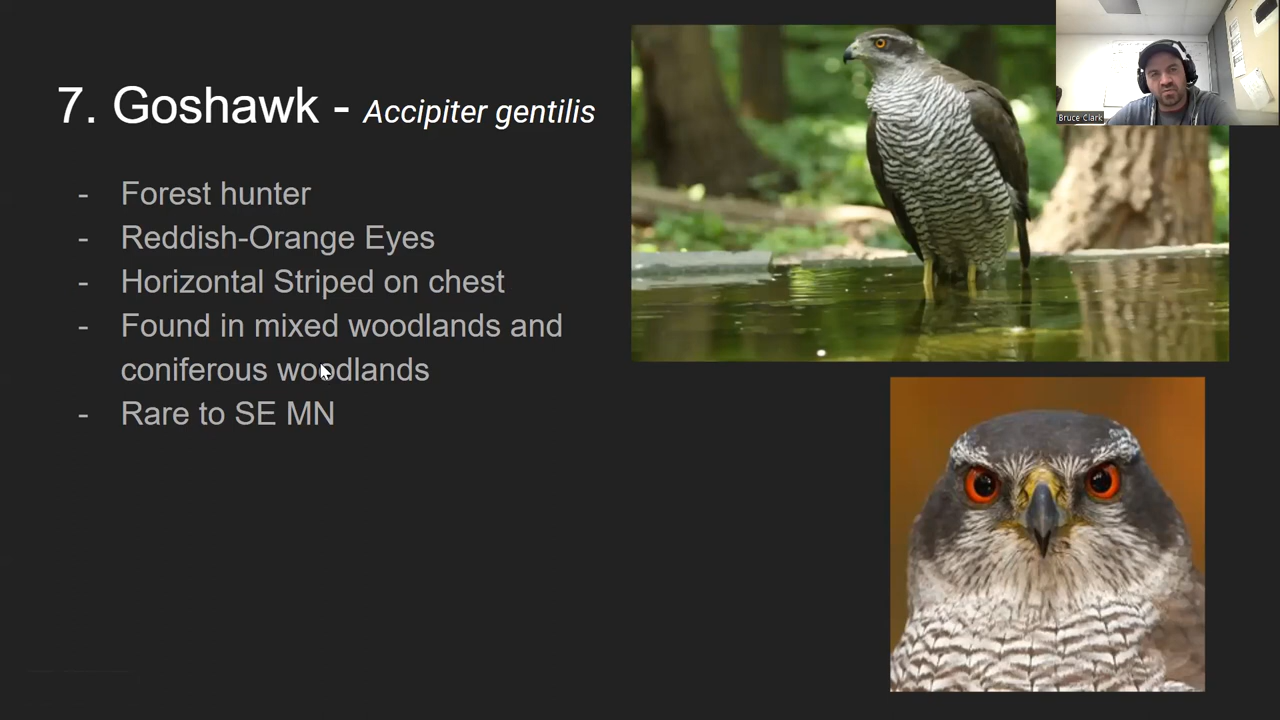 7. Goshawk - Accipiter gentilis
- Forest hunter
- Reddish-Orange Eyes
- Horizontal Striped on chest
- Found in mixed woodlands and
coniferous woodlands
- Rare to SE MN
Bruce Clark